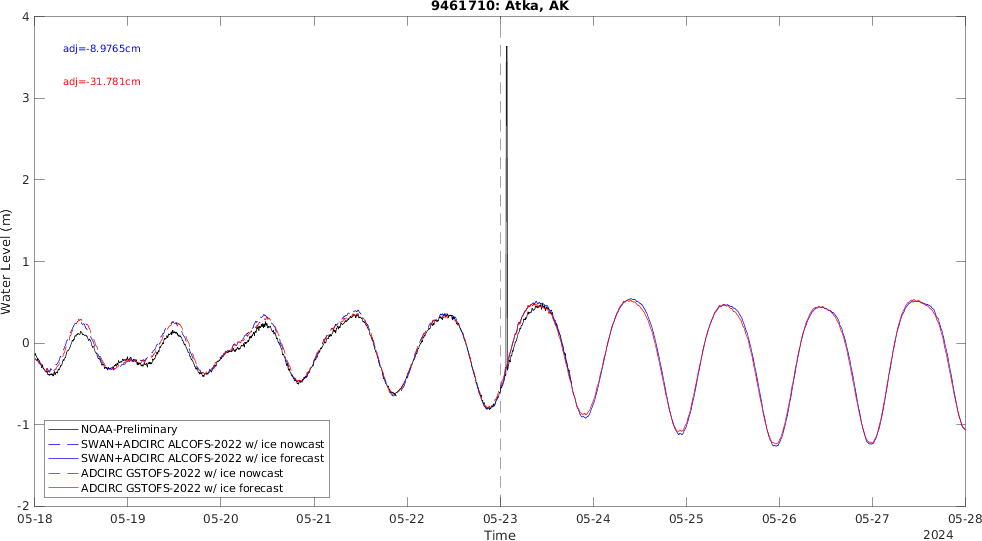 9461710: Atka, AK
adj=-8.9765cm
adj=-31.781cm
4
3
2
1
0
-1
-2
Water Level (m)
NOAA-Preliminary
SWAN+ADCIRC ALCOFS-2022 w/ ice nowcast
SWAN+ADCIRC ALCOFS-2022 w/ ice forecast
ADCIRC GSTOFS-2022 w/ ice nowcast
ADCIRC GSTOFS-2022 w/ ice forecast
05-18 05-19 05-20 05-21 05-22 05-23 05-24 05-25 05-26 05-27 05-28
Time
2024